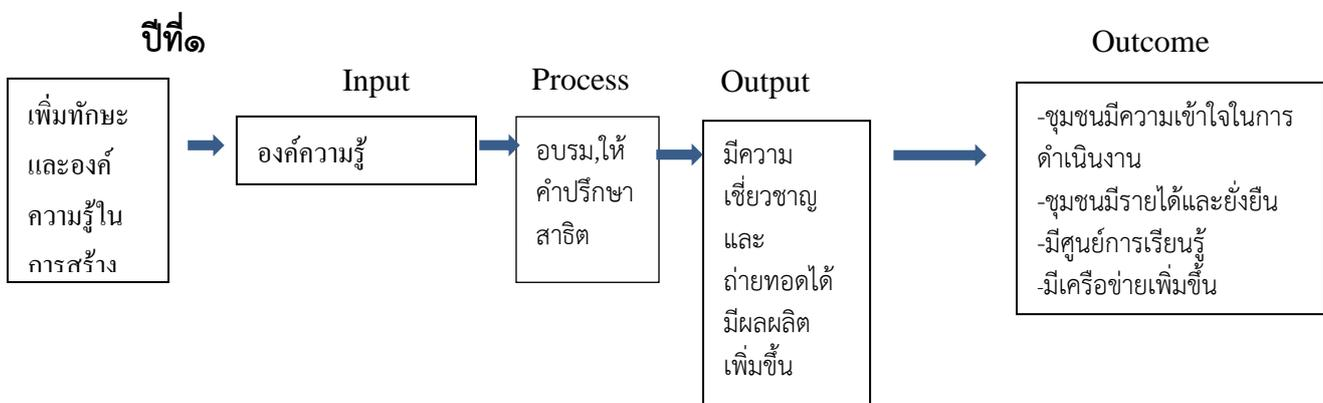 ปีที่๑
เพิ่มทักษะ
และองค์
ความรู้ใน
การสร้าง
Input
องค์ความรู้
Process
อบรม,ให้
คำปรึกษา
สาธิต
Output
มีความ
เชี่ยวชาญ
และ
ถ่ายทอดได้
มีผลผลิต
เพิ่มขึ้น
Outcome
-ชุมชนมีความเข้าใจในการ
ดำเนินงาน
-ชุมชนมีรายได้และยั่งยืน
-มีศูนย์การเรียนรู้
-มีเครือข่ายเพิ่มขึ้น